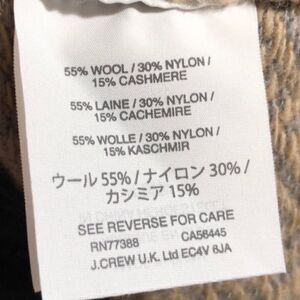 55% WOOL / 30% NYLON /
15% CASHMERE
55% LAINE / 30% NYLON /
15% CACHEMIRE
55% WOLLE / 30% NYLON /
15% KASCHMIR
ウール 55% / ナイロン 30% /
カシミア 15%
SEE REVERSE FOR CARE
RN77388 CA56445
J.CREW U.K. Ltd EC4V 6JA